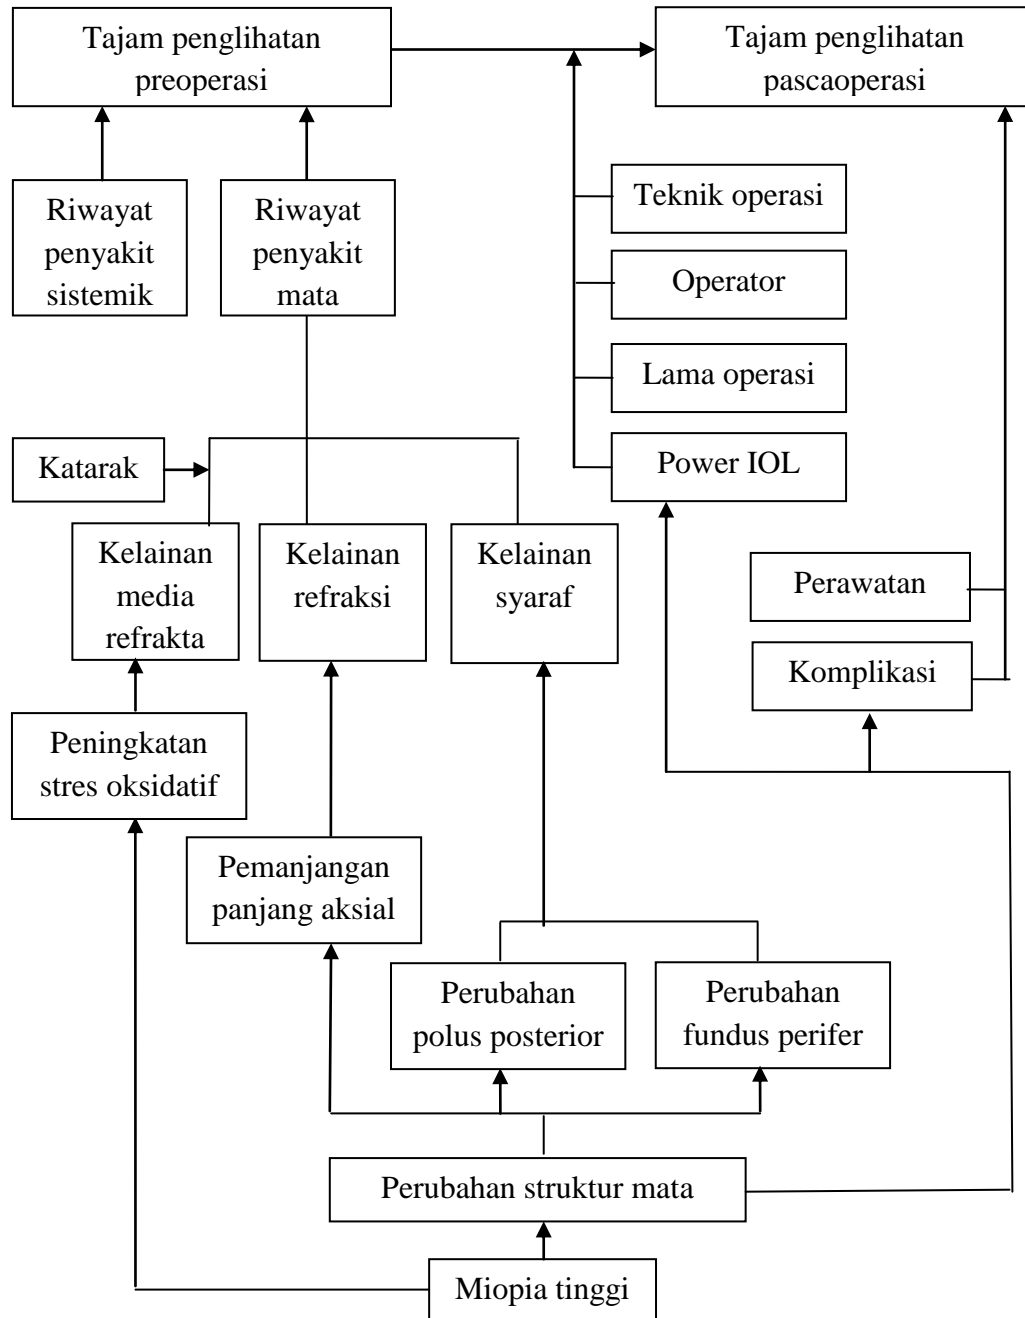 Tajam penglihatan
preoperasi
Tajam penglihatan
pascaoperasi
Riwayat
penyakit
sistemik
Riwayat
penyakit
mata
Teknik operasi
Operator
Lama operasi
Power IOL
Katarak
Kelainan
media
refrakta
Kelainan
refraksi
Kelainan
syaraf
Perawatan
Komplikasi
Peningkatan
stres oksidatif
Pemanjangan
panjang aksial
Perubahan
polus posterior
Perubahan
fundus perifer
Perubahan struktur mata
Miopia tinggi